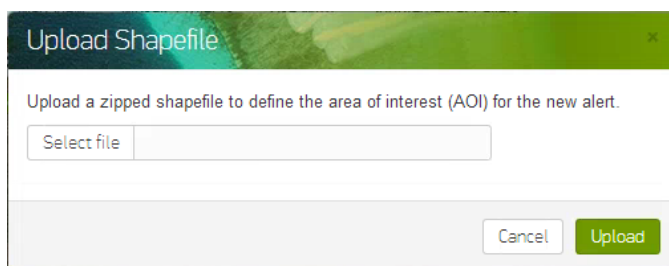 Upload Shapefile
×
Upload a zipped shapefile to define the area of interest (AOI) for the new alert.
Select file
Cancel Upload